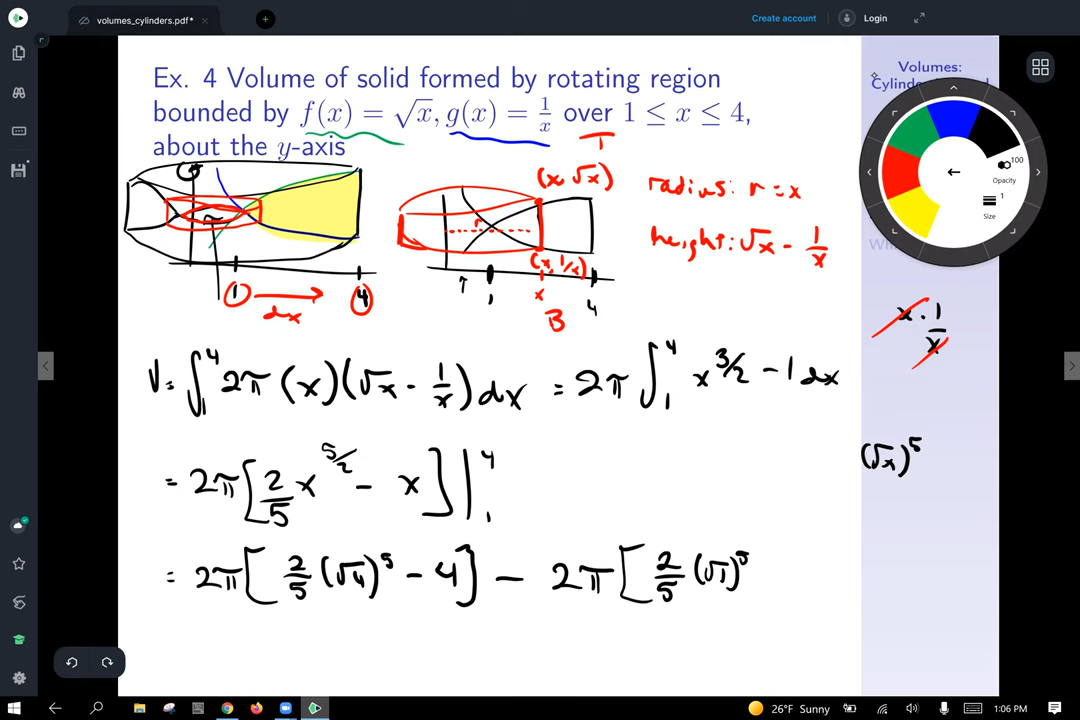 volumes_cylinders.pdf*
Create account
Login
Ex. 4 Volume of solid formed by rotating region
bounded by f(x) = √x, g(x) = 1/x over 1 ≤ x ≤ 4,
about the y-axis
Volumes:
100
Opacity
1
Size
T
(x √x)
radius: r = x
height: √x - 1/x
r
(x, 1/x)
1
4
dx
1
x
4
B
x · 1/x
V = ∫₁⁴ 2π (x)(√x - 1/x) dx = 2π ∫₁⁴ x^(3/2) - 1 dx
(√x)⁵
= 2π [2/5 x^(5/2) - x] |₁⁴
= 2π [2/5 (√4)⁵ - 4] - 2π [2/5 (√1)⁵
26°F Sunny
1:06 PM